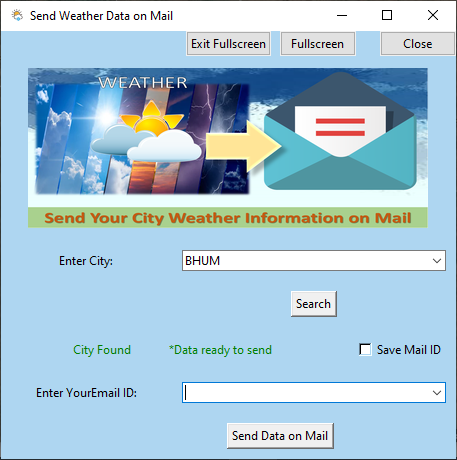 Send Weather Data on Mail
Exit Fullscreen Fullscreen Close
WEATHER
Send Your City Weather Information on Mail
Enter City: BHUM
Search
City Found *Data ready to send Save Mail ID
Enter YourEmail ID:
Send Data on Mail